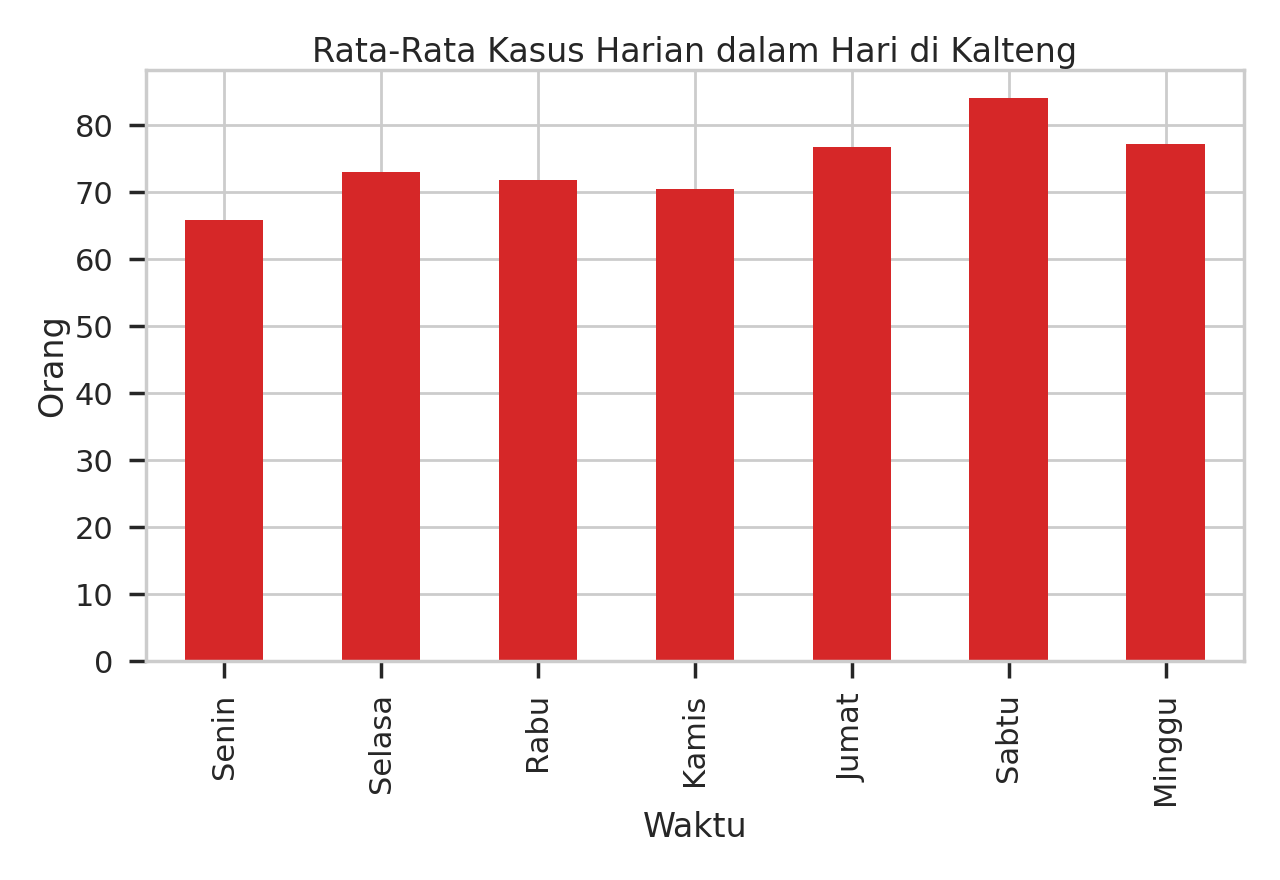 Rata-Rata Kasus Harian dalam Hari di Kalteng
Orang
80
70
60
50
40
30
20
10
0
Senin
Selasa
Rabu
Kamis
Jumat
Sabtu
Minggu
Waktu